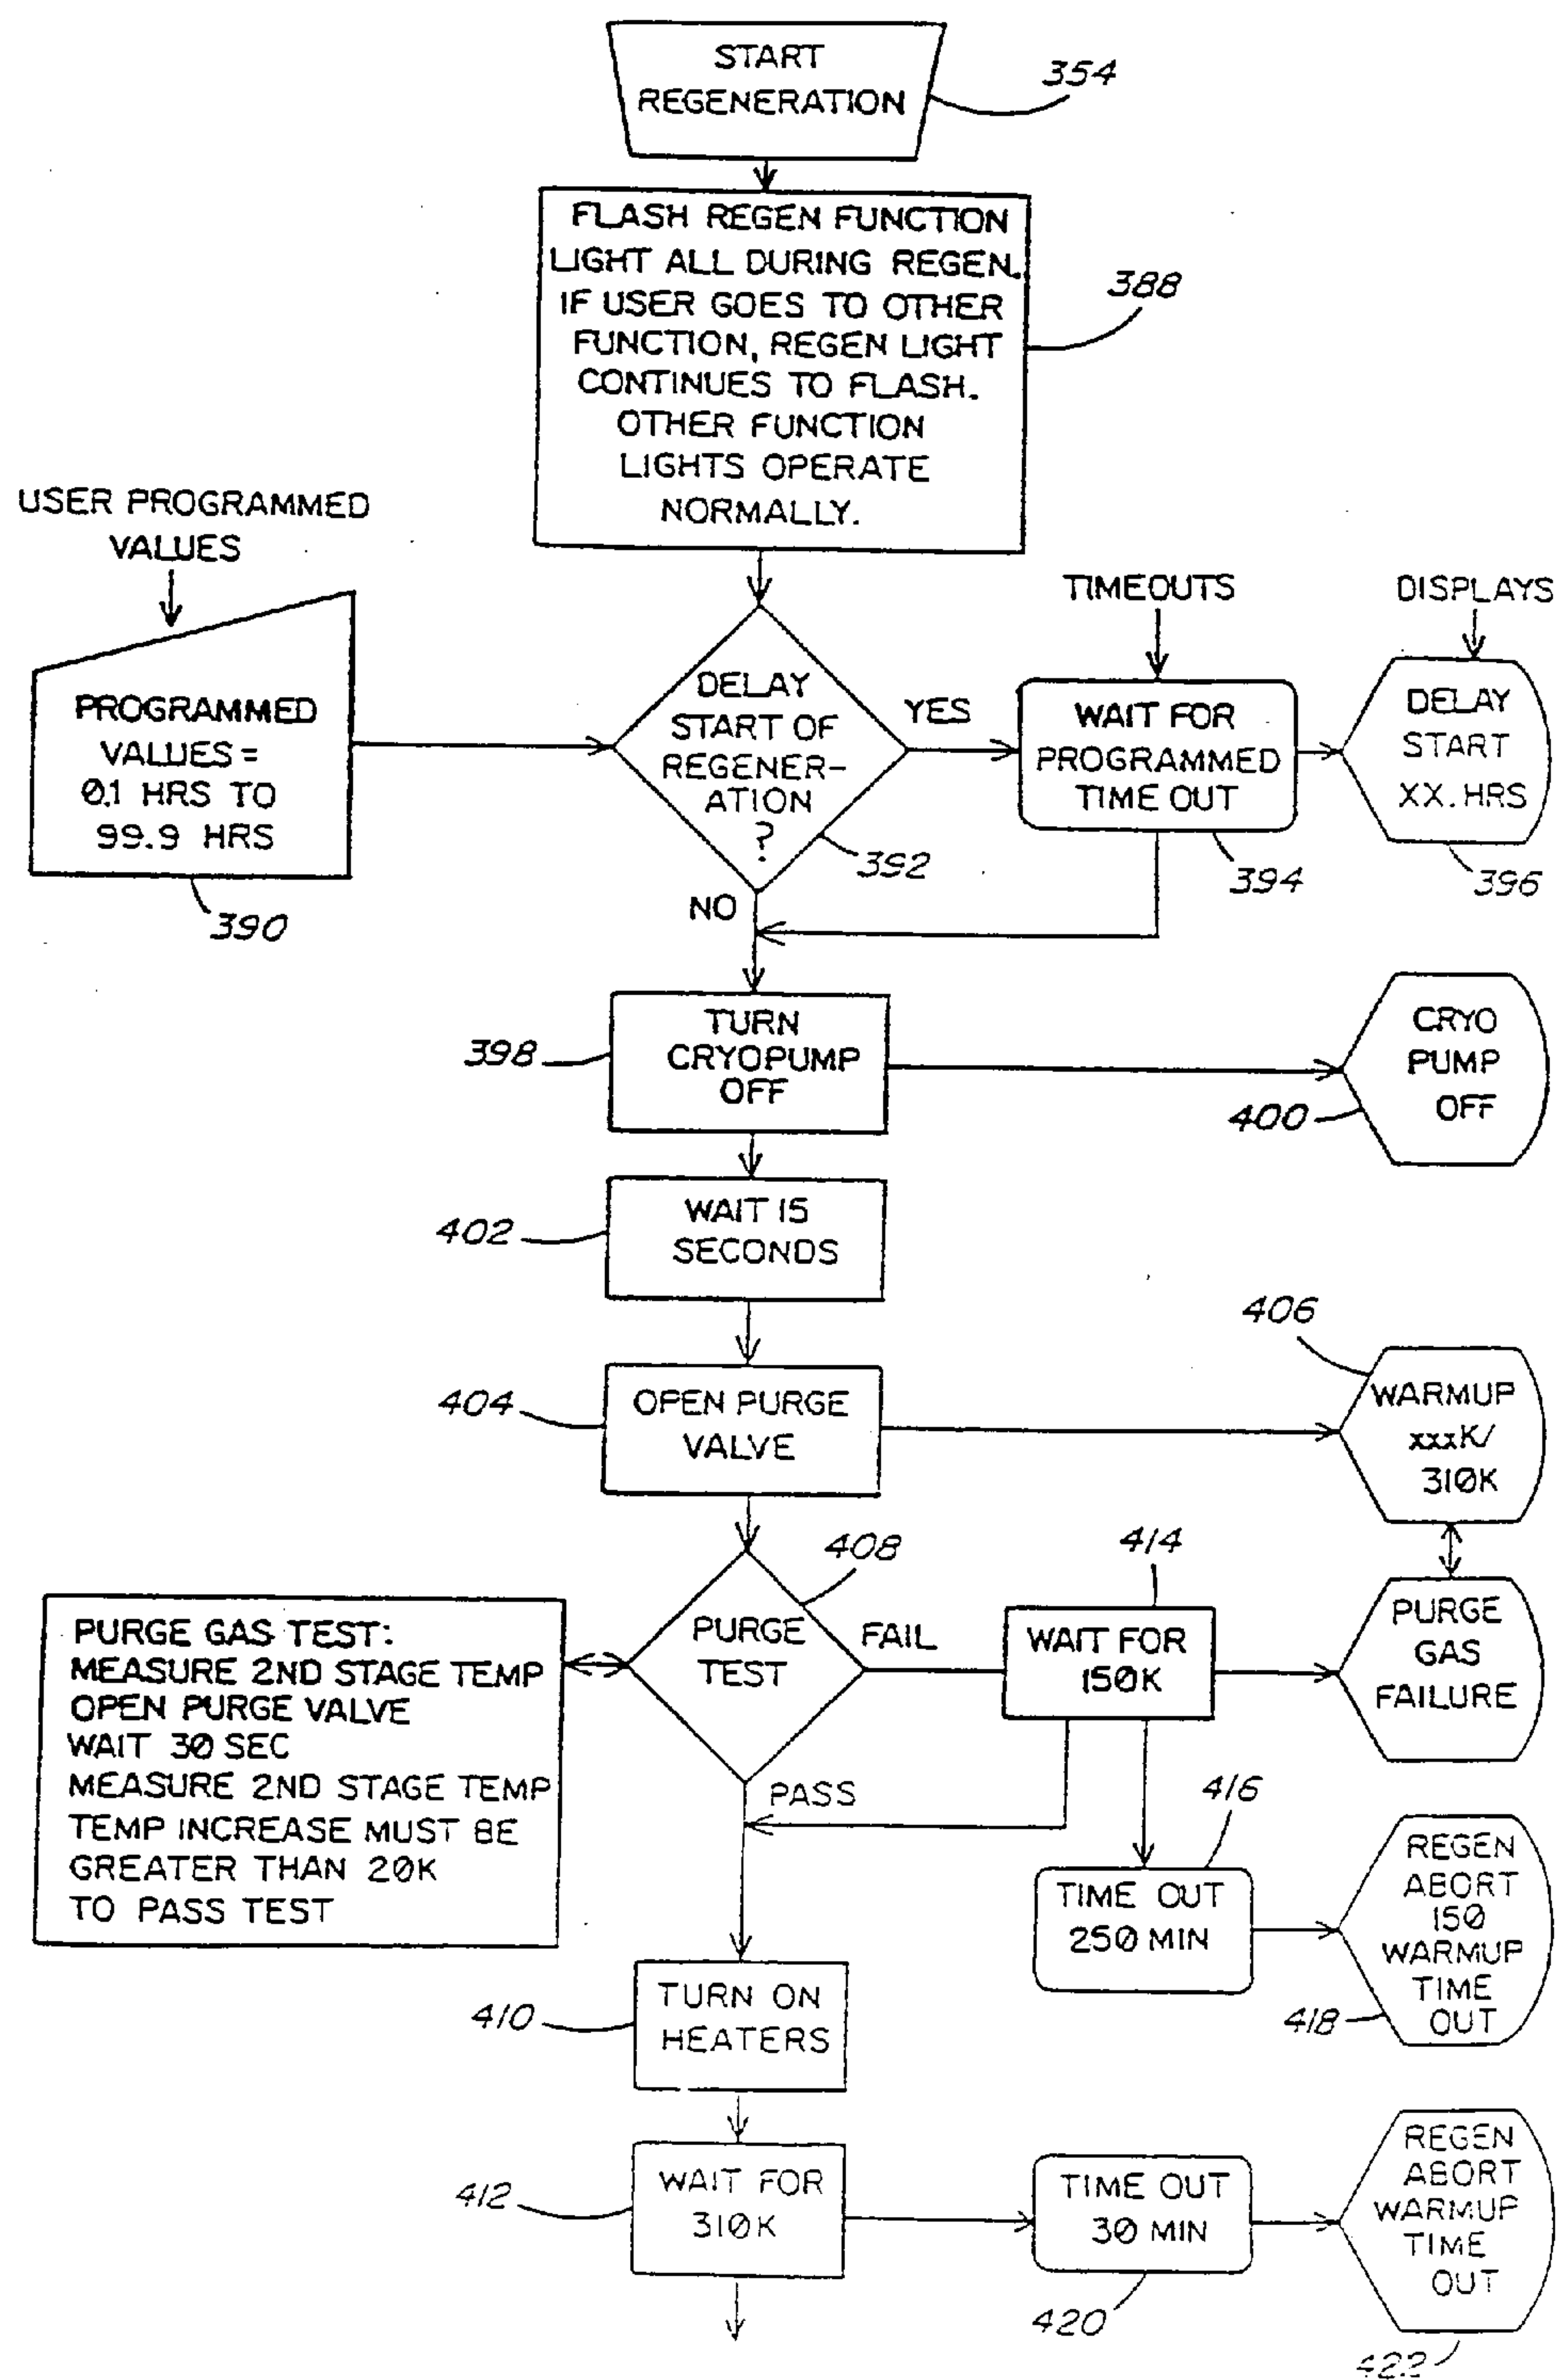 START
REGENERATION
354
FLASH REGEN FUNCTION
LIGHT ALL DURING REGEN.
IF USER GOES TO OTHER
FUNCTION, REGEN LIGHT
CONTINUES TO FLASH.
OTHER FUNCTION
LIGHTS OPERATE
NORMALLY.
388
USER PROGRAMMED
VALUES
PROGRAMMED
VALUES =
0.1 HRS TO
99.9 HRS
390
DELAY
START OF
REGENER-
ATION
?
392
YES
NO
TIMEOUTS
WAIT FOR
PROGRAMMED
TIME OUT
394
DISPLAYS
DELAY
START
XX.HRS
396
TURN
CRYOPUMP
OFF
398
CRYO
PUMP
OFF
400
WAIT 15
SECONDS
402
OPEN PURGE
VALVE
404
406
WARMUP
xxxK/
310K
PURGE
TEST
408
FAIL
PASS
PURGE GAS TEST:
MEASURE 2ND STAGE TEMP
OPEN PURGE VALVE
WAIT 30 SEC
MEASURE 2ND STAGE TEMP
TEMP INCREASE MUST BE
GREATER THAN 20K
TO PASS TEST
414
WAIT FOR
150K
PURGE
GAS
FAILURE
416
TIME OUT
250 MIN
REGEN
ABORT
150
WARMUP
TIME
OUT
418
TURN ON
HEATERS
410
WAIT FOR
310K
412
TIME OUT
30 MIN
420
REGEN
ABORT
WARMUP
TIME
OUT
422